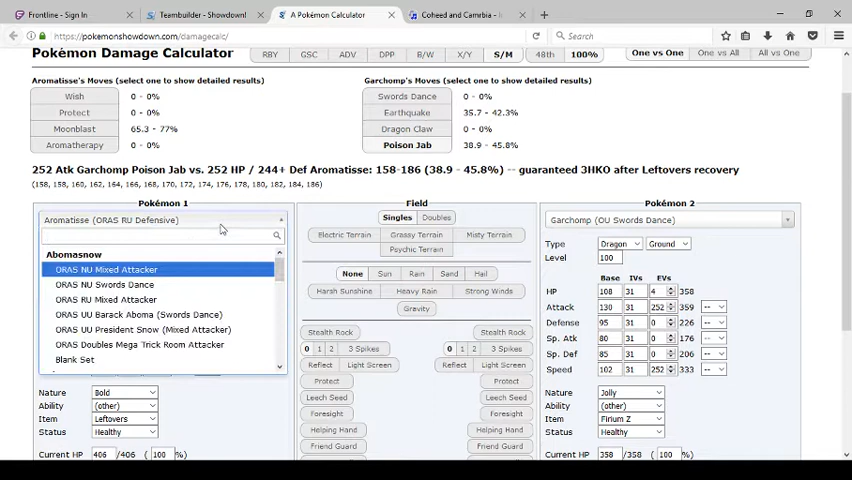 Frontline - Sign In
Teambuilder - Showdown!
A Pokémon Calculator
Coheed and Camrbia -
https://pokemonshowdown.com/damagecalc/
Search
Pokémon Damage Calculator
RBY GSC ADV DPP B/W X/Y S/M 48th 100% One vs One One vs All All vs One
Aromatisse's Moves (select one to show detailed results) Garchomp's Moves (select one to show detailed results)
Wish 0 - 0% Swords Dance 0 - 0%
Protect 0 - 0% Earthquake 35.7 - 42.3%
Moonblast 65.3 - 77% Dragon Claw 0 - 0%
Aromatherapy 0 - 0% Poison Jab 38.9 - 45.8%
252 Atk Garchomp Poison Jab vs. 252 HP / 244+ Def Aromatisse: 158-186 (38.9 - 45.8%) -- guaranteed 3HKO after Leftovers recovery
(158, 158, 160, 162, 164, 166, 168, 170, 172, 174, 176, 178, 180, 182, 184, 186)
Pokémon 1
Aromatisse (ORAS RU Defensive)
Abomasnow
ORAS NU Mixed Attacker
ORAS NU Swords Dance
ORAS RU Mixed Attacker
ORAS UU Barack Aboma (Swords Dance)
ORAS UU President Snow (Mixed Attacker)
ORAS Doubles Mega Trick Room Attacker
Blank Set
Nature Bold
Ability (other)
Item Leftovers
Status Healthy
Current HP 406 /406 ( 100 %)
Field
Singles Doubles
Electric Terrain Grassy Terrain Misty Terrain
Psychic Terrain
None Sun Rain Sand Hail
Harsh Sunshine Heavy Rain Strong Winds
Gravity
Stealth Rock Stealth Rock
0 1 2 3 Spikes 0 1 2 3 Spikes
Reflect Light Screen Reflect Light Screen
Protect Protect
Leech Seed Leech Seed
Foresight Foresight
Helping Hand Helping Hand
Friend Guard Friend Guard
Pokémon 2
Garchomp (OU Swords Dance)
Type Dragon Ground
Level 100
Base IVs EVs
HP 108 31 4 358
Attack 130 31 252 359 --
Defense 95 31 0 226 --
Sp. Atk 80 31 0 176 --
Sp. Def 85 31 0 206 --
Speed 102 31 252 333 --
Nature Jolly
Ability (other)
Item Firium Z
Status Healthy
Current HP 358 /358 ( 100 %)